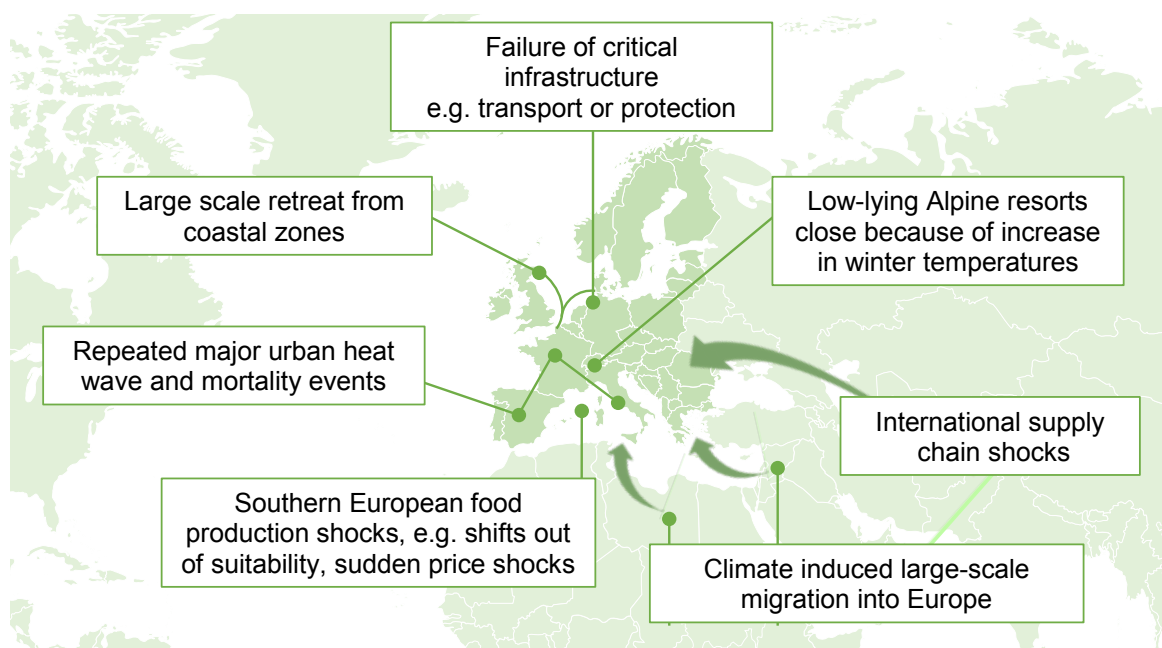 Failure of critical
infrastructure
e.g. transport or protection
Large scale retreat from
coastal zones
Low-lying Alpine resorts
close because of increase
in winter temperatures
Repeated major urban heat
wave and mortality events
International supply
chain shocks
Southern European food
production shocks, e.g. shifts out
of suitability, sudden price shocks
Climate induced large-scale
migration into Europe